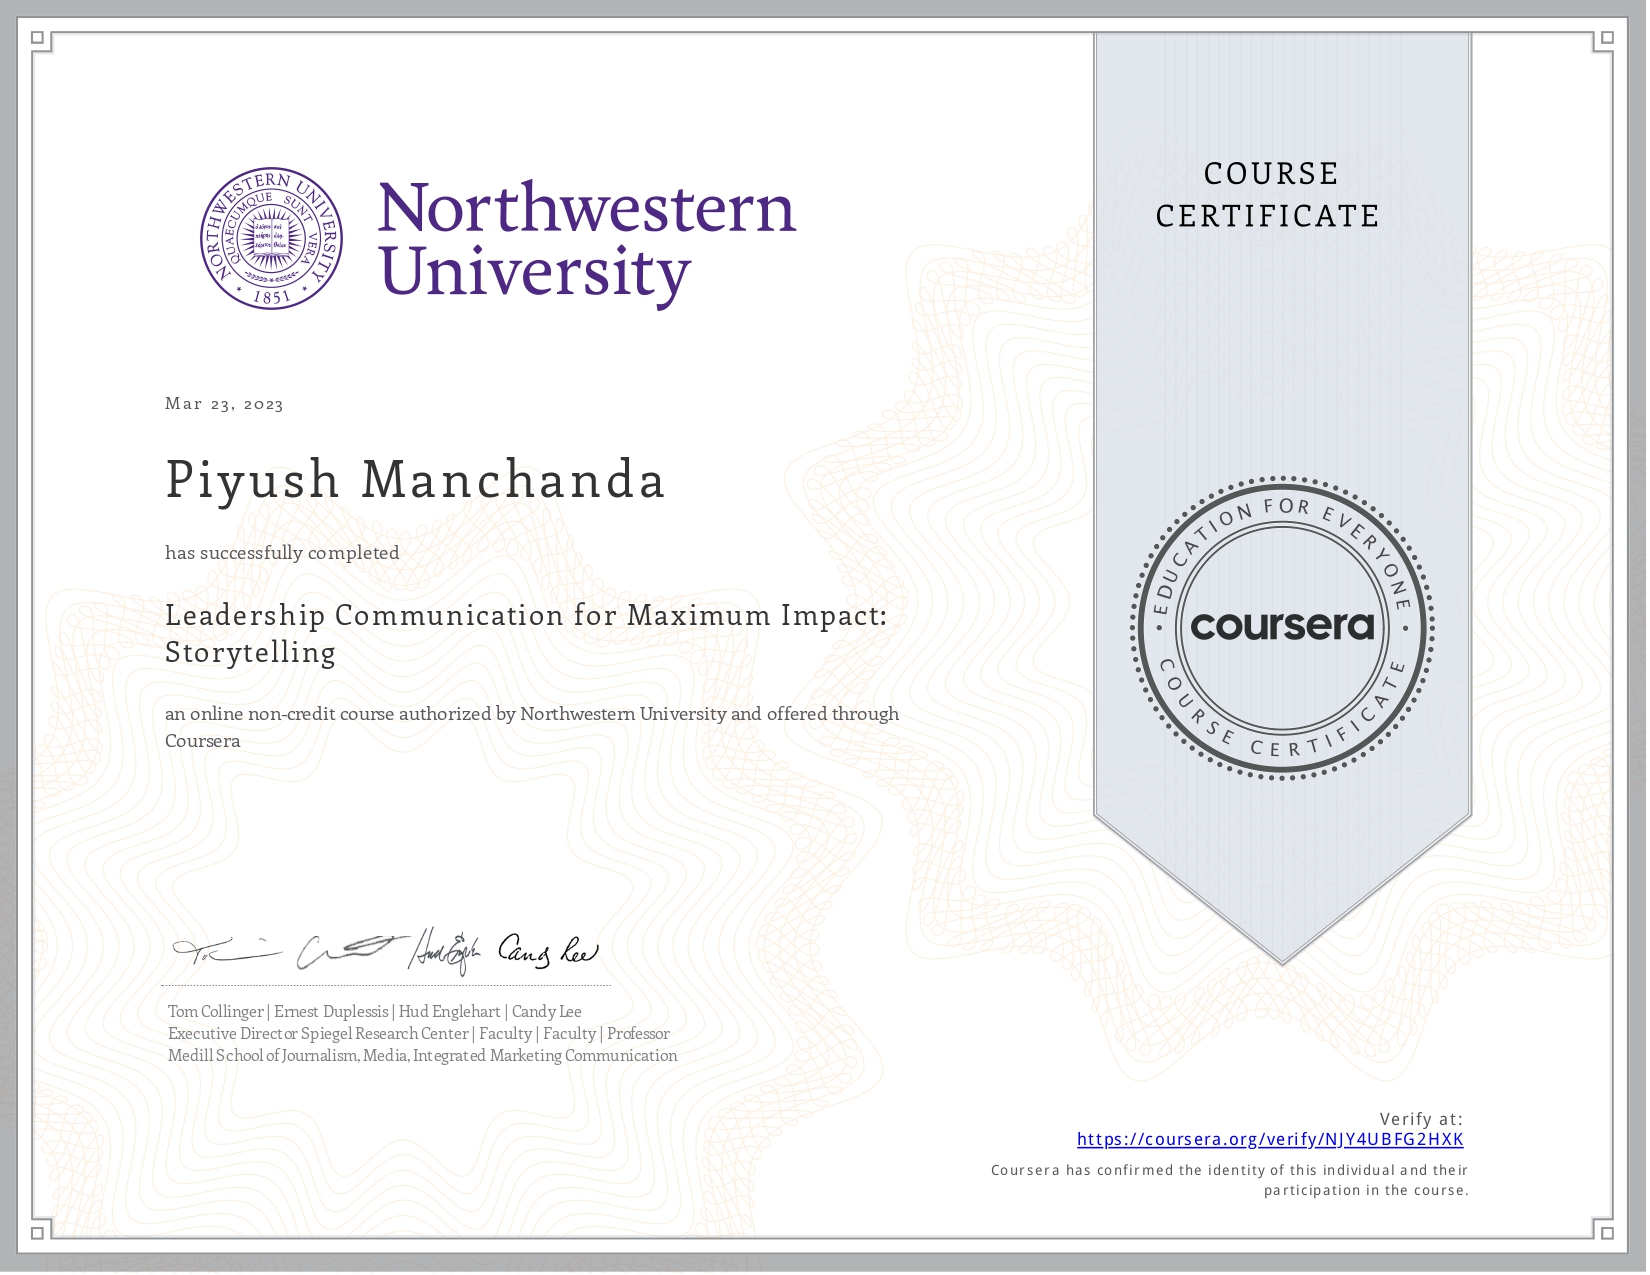 NORTHWESTERN UNIVERSITY
QUAECUMQUE SUNT VERA
1851
Northwestern
University
COURSE
CERTIFICATE
Mar 23, 2023
Piyush Manchanda
has successfully completed
Leadership Communication for Maximum Impact:
Storytelling
an online non-credit course authorized by Northwestern University and offered through
Coursera
EDUCATION FOR EVERYONE
coursera
COURSE CERTIFICATE
Tom Collinger | Ernest Duplessis | Hud Englehart | Candy Lee
Executive Director Spiegel Research Center | Faculty | Faculty | Professor
Medill School of Journalism, Media, Integrated Marketing Communication
Verify at:
https://coursera.org/verify/NJY4UBFG2HXK
Coursera has confirmed the identity of this individual and their
participation in the course.